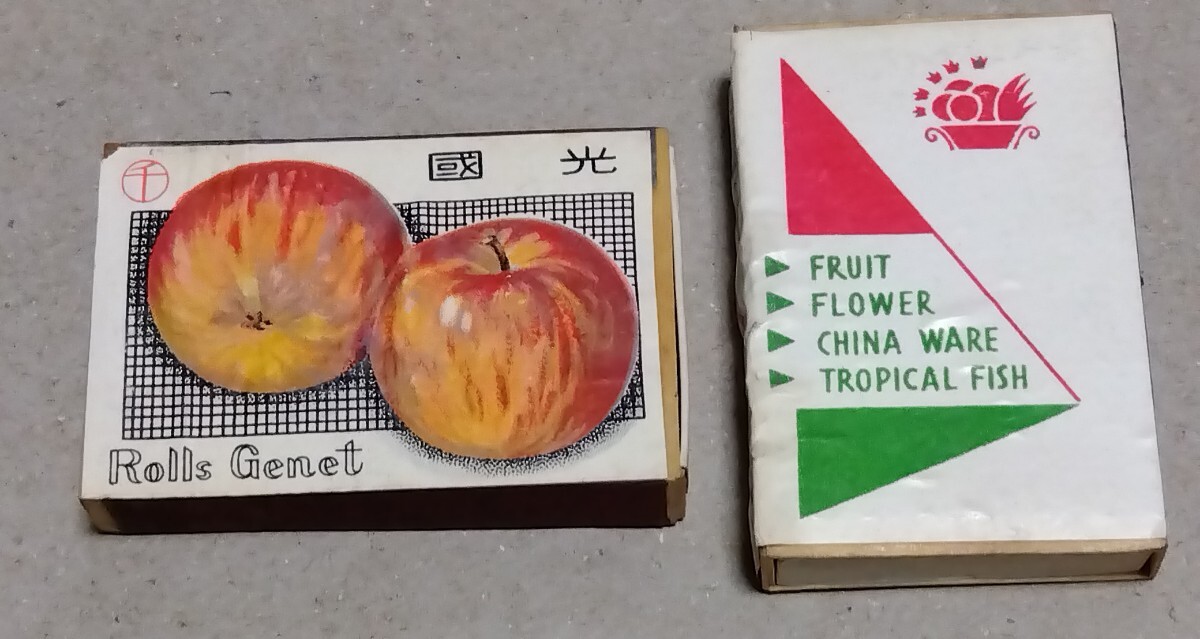 千
國 光
Rolls Genet
FRUIT
FLOWER
CHINA WARE
TROPICAL FISH